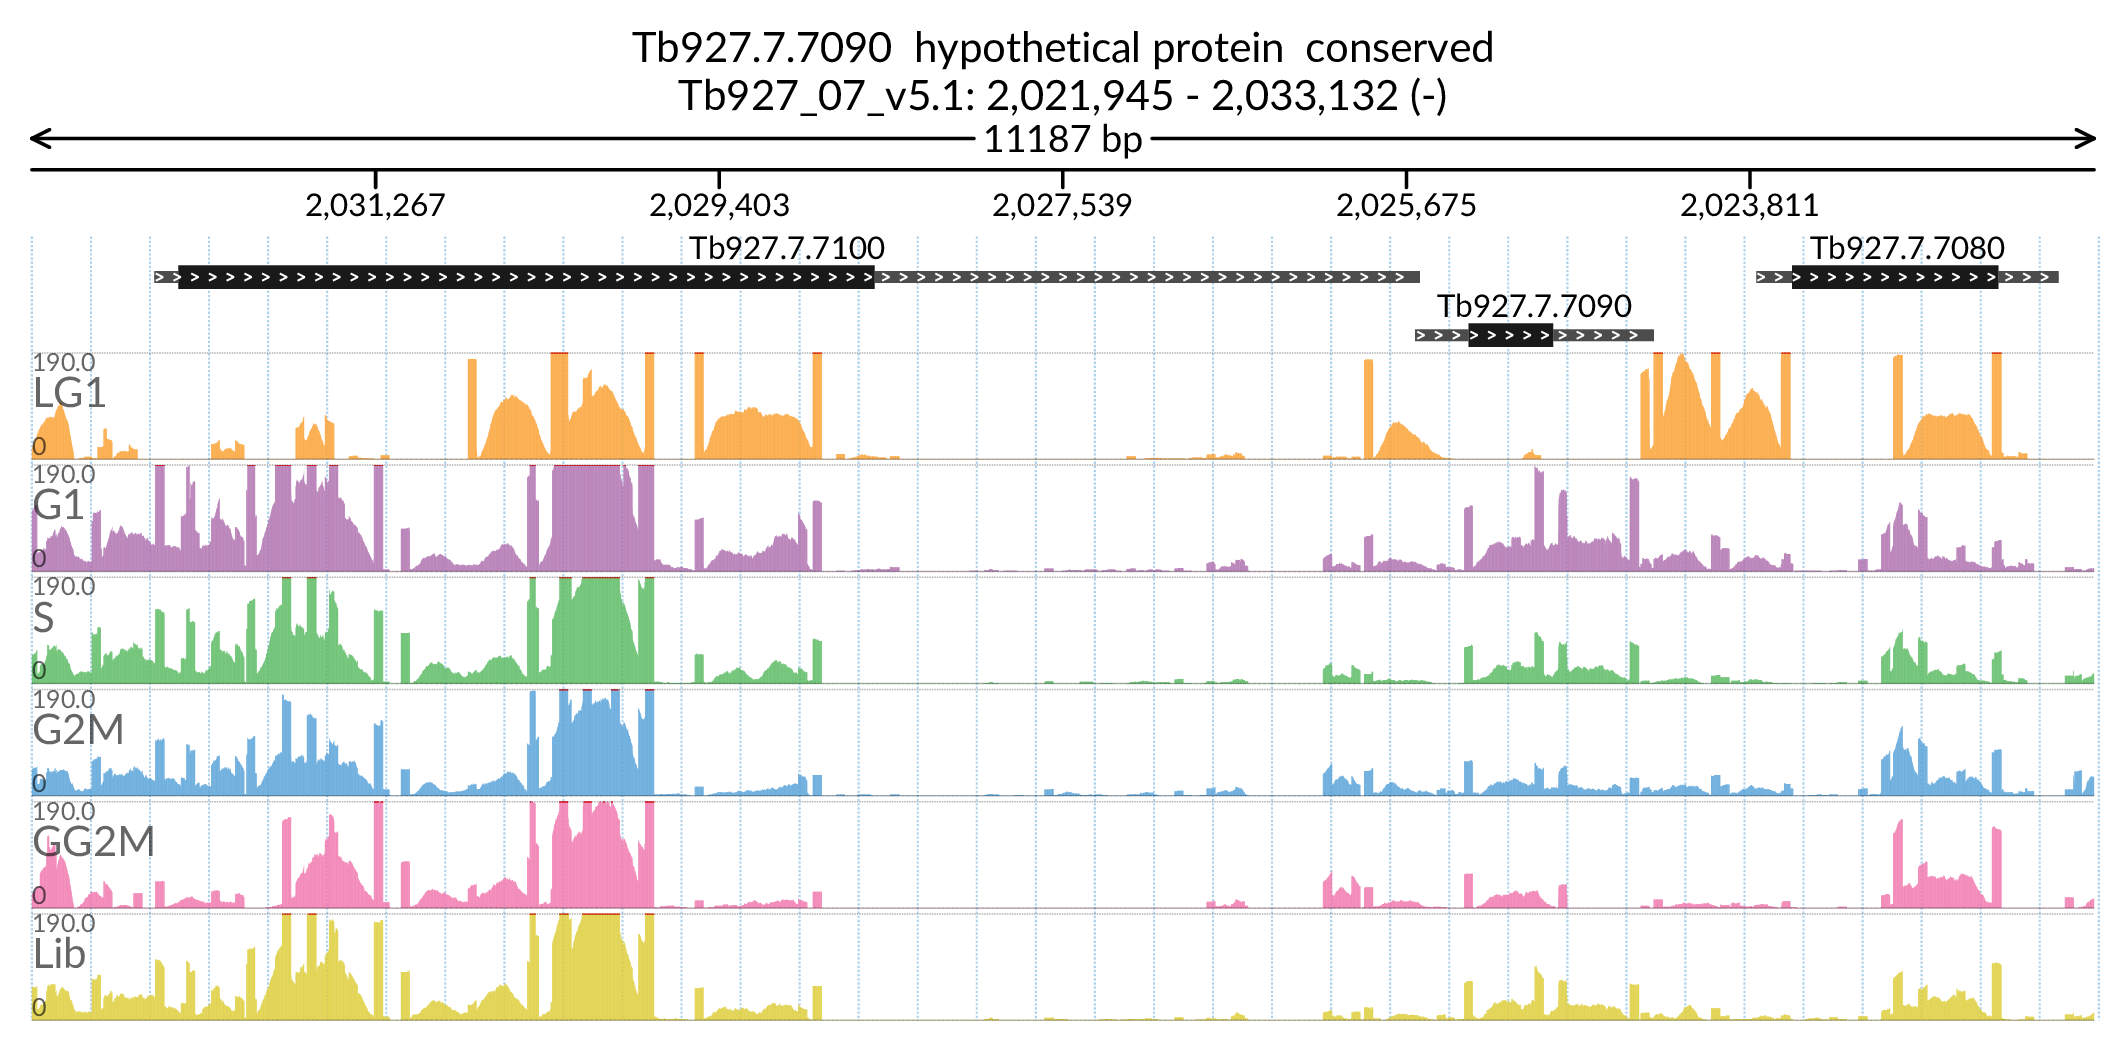 Tb927.7.7090  hypothetical protein  conserved
Tb927_07_v5.1: 2,021,945 - 2,033,132 (-)
11187 bp
2,031,267 2,029,403 2,027,539 2,025,675 2,023,811
Tb927.7.7100 Tb927.7.7080
Tb927.7.7090
190.0
LG1
0
190.0
G1
0
190.0
S
0
190.0
G2M
0
190.0
GG2M
0
190.0
Lib
0